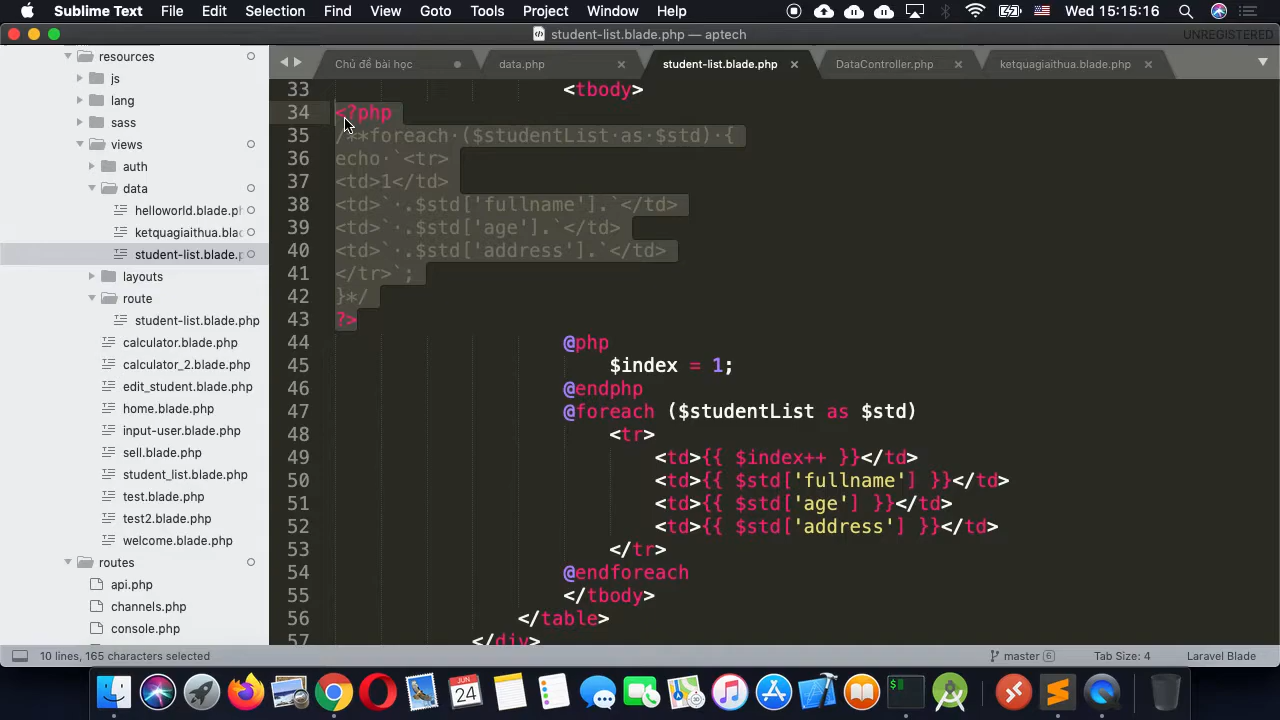 Sublime Text File Edit Selection Find View Goto Tools Project Window Help Wed 15:15:16
student-list.blade.php — aptech UNREGISTERED
Chủ đề bài học data.php student-list.blade.php DataController.php ketquagiaithua.blade.php
resources
js
lang
sass
views
auth
data
helloworld.blade.ph
ketquagiaithua.blad
student-list.blade.p
layouts
route
student-list.blade.php
calculator.blade.php
calculator_2.blade.php
edit_student.blade.php
home.blade.php
input-user.blade.php
sell.blade.php
student_list.blade.php
test.blade.php
test2.blade.php
welcome.blade.php
routes
api.php
channels.php
console.php
33 <tbody>
34 <?php
35 /**foreach·($studentList·as·$std)·{
36 echo·`<tr>
37 <td>1</td>
38 <td>`·.$std['fullname'].`</td>
39 <td>`·.$std['age'].`</td>
40 <td>`·.$std['address'].`</td>
41 </tr>`;
42 }*/
43 ?>
44 @php
45 $index = 1;
46 @endphp
47 @foreach ($studentList as $std)
48 <tr>
49 <td>{{ $index++ }}</td>
50 <td>{{ $std['fullname'] }}</td>
51 <td>{{ $std['age'] }}</td>
52 <td>{{ $std['address'] }}</td>
53 </tr>
54 @endforeach
55 </tbody>
56 </table>
57 </div>
10 lines, 165 characters selected master 6 Tab Size: 4 Laravel Blade
JUN
24